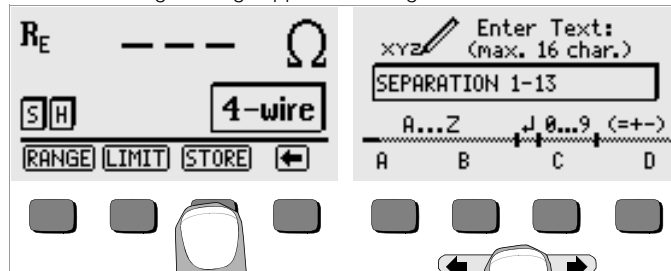 RE — — — Ω
S H 4-wire
RANGE LIMIT STORE
Enter Text:
XYZ (max. 16 char.)
SEPARATION 1-13
A...Z ↲ 0...9 (=+-)
A B C D